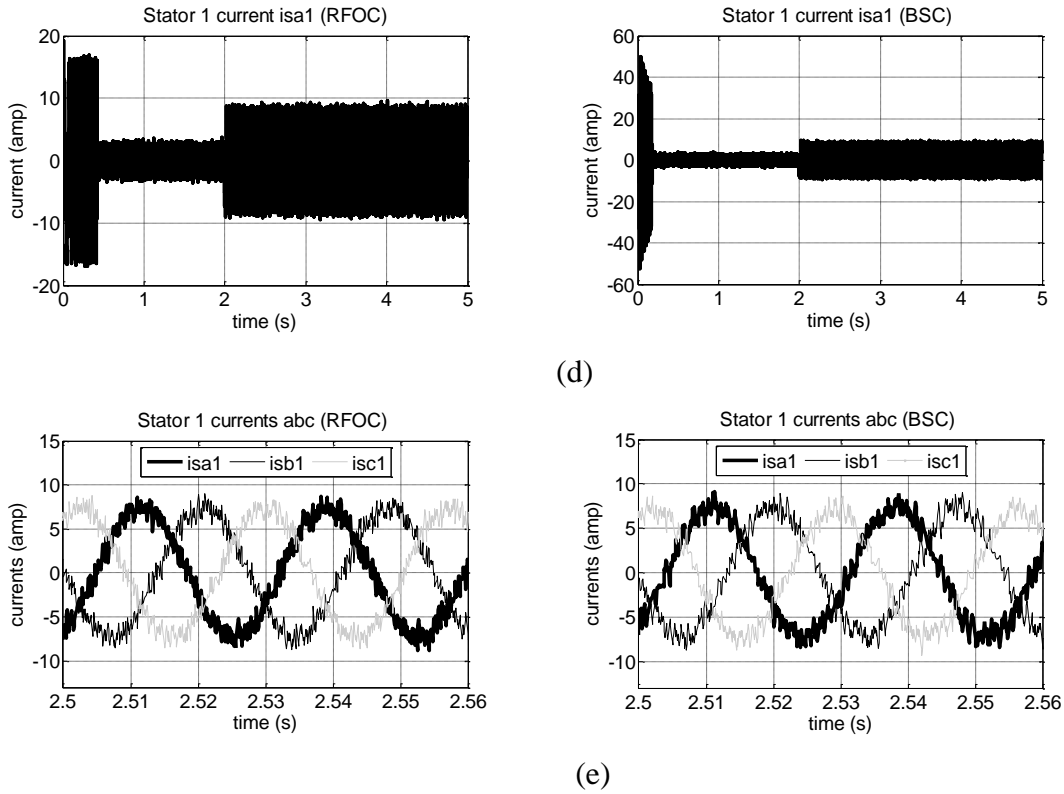 Stator 1 current isa1 (RFOC)
20
10
0
-10
-20
current (amp)
0 1 2 3 4 5
time (s)
Stator 1 current isa1 (BSC)
60
40
20
0
-20
-40
-60
current (amp)
0 1 2 3 4 5
time (s)
(d)
Stator 1 currents abc (RFOC)
isa1 isb1 isc1
15
10
5
0
-5
-10
currents (amp)
2.5 2.51 2.52 2.53 2.54 2.55 2.56
time (s)
Stator 1 currents abc (BSC)
isa1 isb1 isc1
15
10
5
0
-5
-10
currents (amp)
2.5 2.51 2.52 2.53 2.54 2.55 2.56
time (s)
(e)